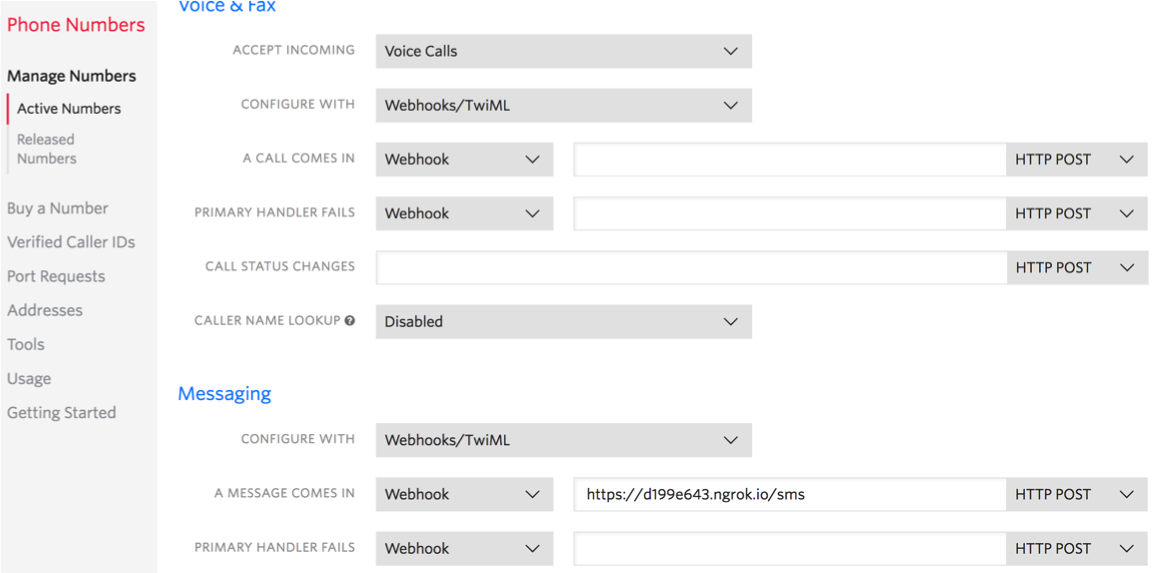 Voice & Fax
Phone Numbers
ACCEPT INCOMING Voice Calls
Manage Numbers
CONFIGURE WITH Webhooks/TwiML
Active Numbers
Released
Numbers
A CALL COMES IN Webhook HTTP POST
Buy a Number
PRIMARY HANDLER FAILS Webhook HTTP POST
Verified Caller IDs
Port Requests
CALL STATUS CHANGES HTTP POST
Addresses
CALLER NAME LOOKUP ? Disabled
Tools
Usage
Messaging
Getting Started
CONFIGURE WITH Webhooks/TwiML
A MESSAGE COMES IN Webhook https://d199e643.ngrok.io/sms HTTP POST
PRIMARY HANDLER FAILS Webhook HTTP POST